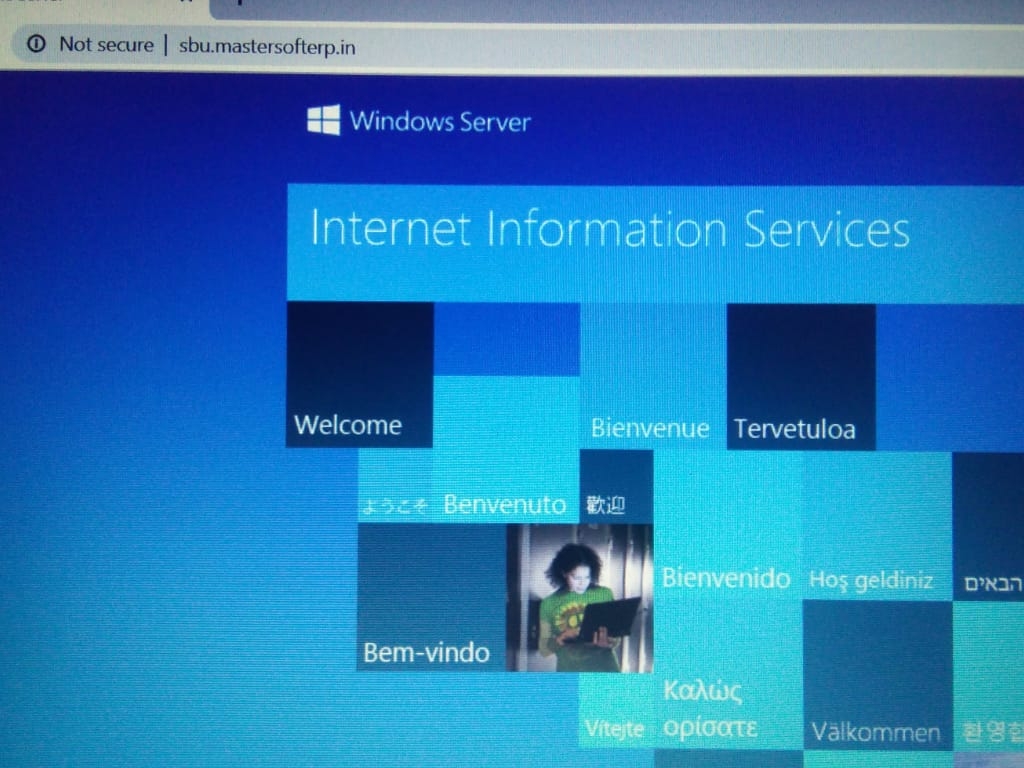 Not secure | sbu.mastersofterp.in
Windows Server
Internet Information Services
Welcome
Bienvenue
Tervetuloa
ようこそ
Benvenuto
歡迎
Bienvenido
Hoş geldiniz
הבאים
Bem-vindo
Vítejte
Καλώς
ορίσατε
Välkommen
환영합